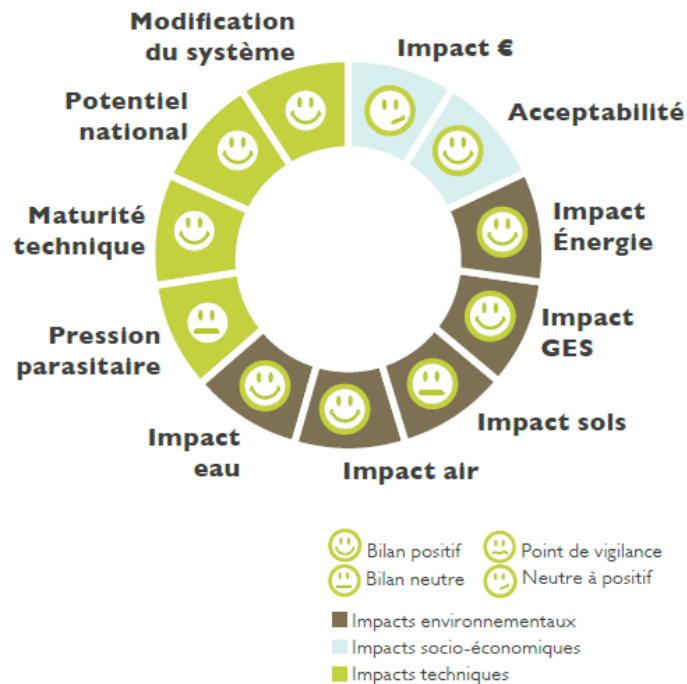 Modification
du système
Impact €
Potentiel
national
Acceptabilité
Maturité
technique
Impact
Énergie
Pression
parasitaire
Impact
GES
Impact
eau
Impact air
Impact sols
Bilan positif
Point de vigilance
Bilan neutre
Neutre à positif
Impacts environnementaux
Impacts socio-économiques
Impacts techniques